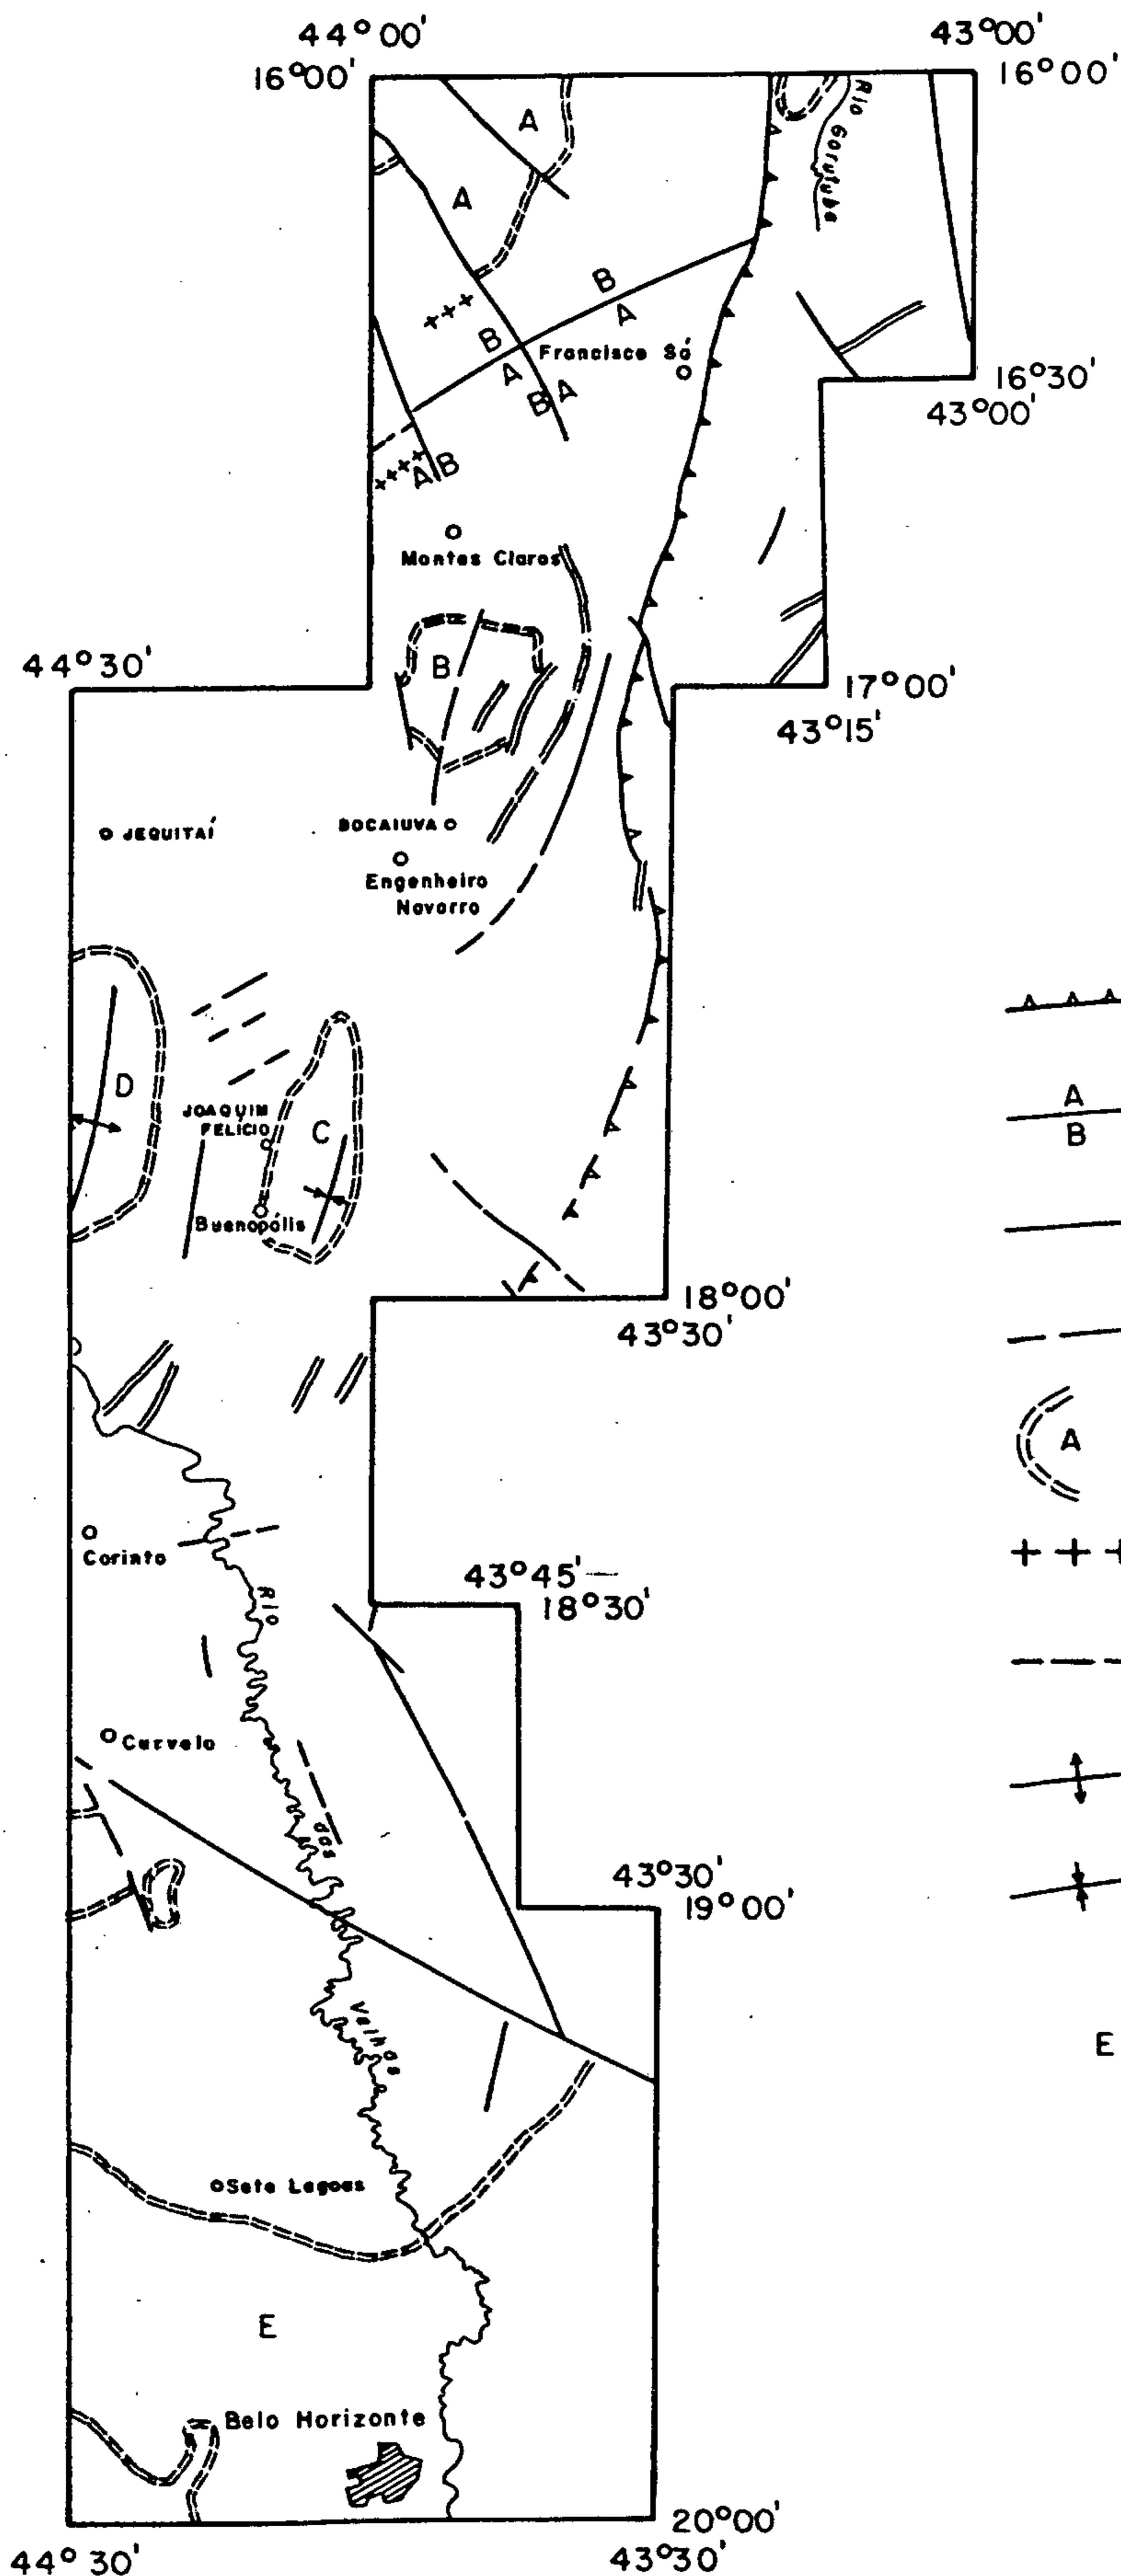 44°00'
43°00'
16°00'
16°00'
A
Rio Gorutuba
A
B
A
B
Francisco Sá
A
B A
16°30'
43°00'
A B
Montes Claros
44°30'
B
17°00'
43°15'
JEQUITAÍ
BOCAIUVA
Engenheiro
Navarro
D
A
B
JOAQUIM
FELÍCIO
C
Buenopólis
18°00'
43°30'
A
Corinto
43°45'
18°30'
Rio
Curvelo
das
43°30'
19°00'
Velhas
E
Sete Lagoas
E
Belo Horizonte
20°00'
44°30'
43°30'